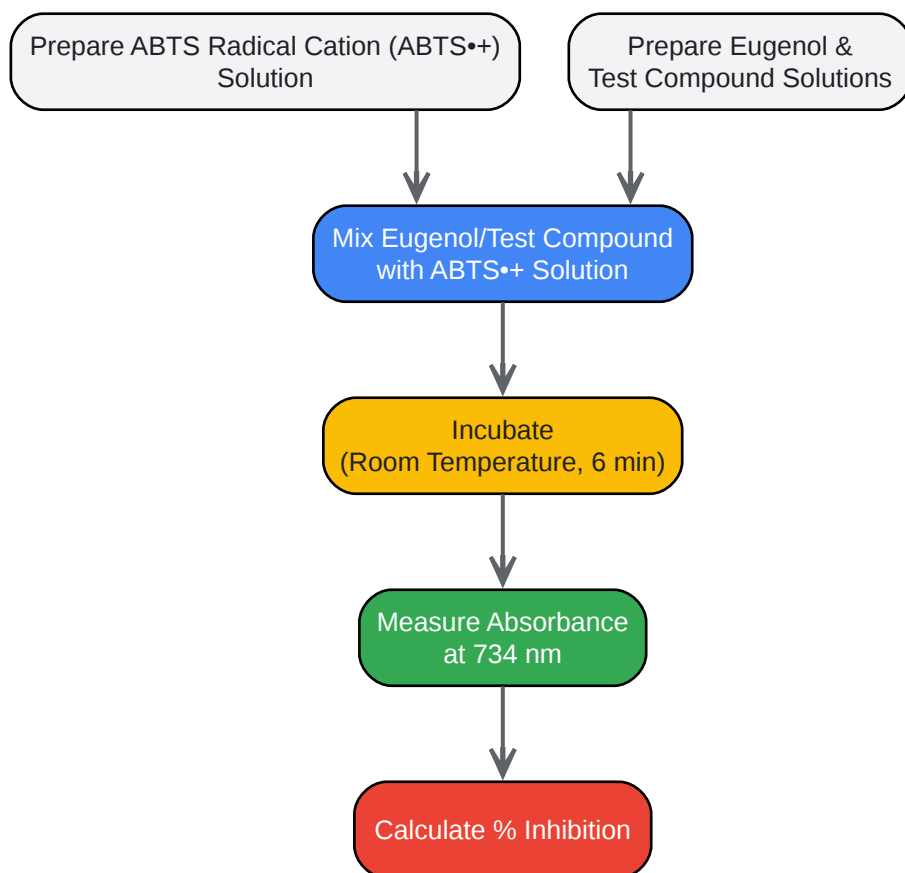 Prepare ABTS Radical Cation (ABTS•+)
Solution
Prepare Eugenol &
Test Compound Solutions
Mix Eugenol/Test Compound
with ABTS•+ Solution
Incubate
(Room Temperature, 6 min)
Measure Absorbance
at 734 nm
Calculate % Inhibition